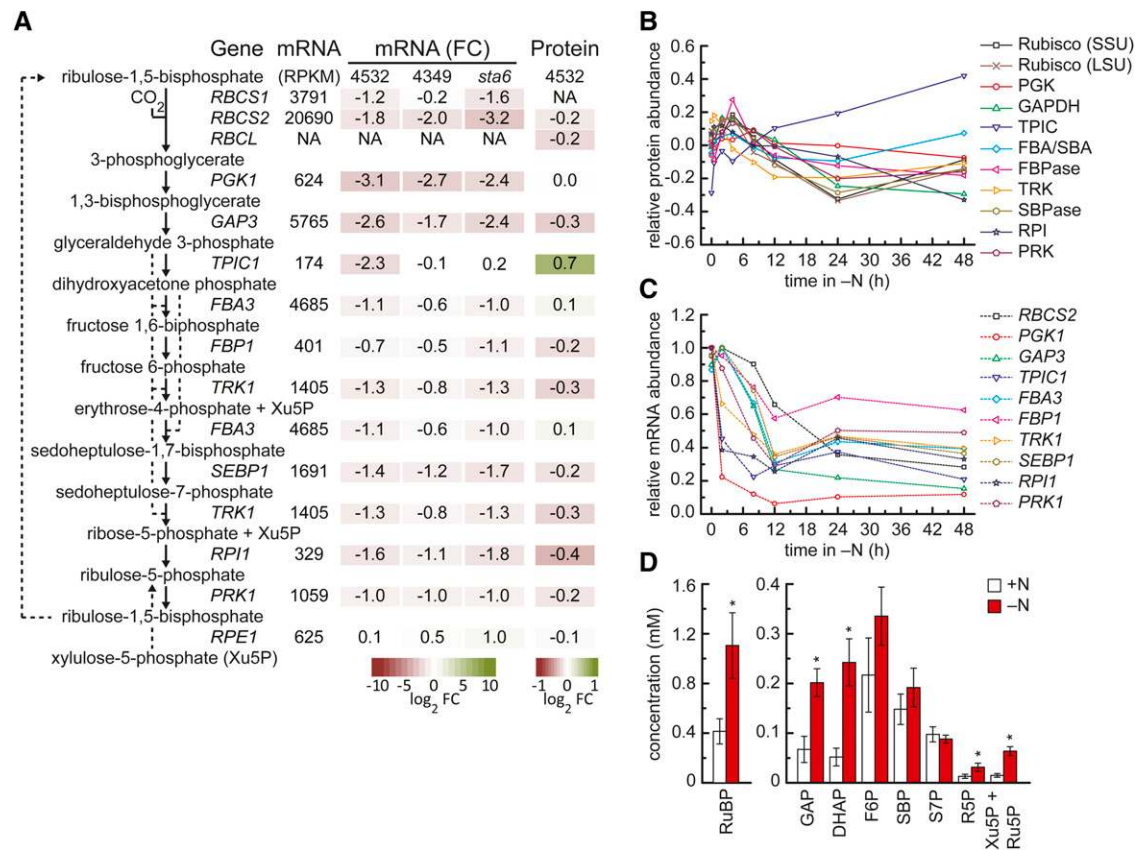 A
Gene mRNA mRNA (FC) Protein
ribulose-1,5-bisphosphate (RPKM) 4532 4349 sta6 4532
CO2
RBCS1 3791 -1.2 -0.2 -1.6 NA
RBCS2 20690 -1.8 -2.0 -3.2 -0.2
RBCL NA NA NA NA -0.2
3-phosphoglycerate
PGK1 624 -3.1 -2.7 -2.4 0.0
1,3-bisphosphoglycerate
GAP3 5765 -2.6 -1.7 -2.4 -0.3
glyceraldehyde 3-phosphate
TPIC1 174 -2.3 -0.1 0.2 0.7
dihydroxyacetone phosphate
FBA3 4685 -1.1 -0.6 -1.0 0.1
fructose 1,6-biphosphate
FBP1 401 -0.7 -0.5 -1.1 -0.2
fructose 6-phosphate
TRK1 1405 -1.3 -0.8 -1.3 -0.3
erythrose-4-phosphate + Xu5P
FBA3 4685 -1.1 -0.6 -1.0 0.1
sedoheptulose-1,7-bisphosphate
SEBP1 1691 -1.4 -1.2 -1.7 -0.2
sedoheptulose-7-phosphate
TRK1 1405 -1.3 -0.8 -1.3 -0.3
ribose-5-phosphate + Xu5P
RPI1 329 -1.6 -1.1 -1.8 -0.4
ribulose-5-phosphate
PRK1 1059 -1.0 -1.0 -1.0 -0.2
ribulose-1,5-bisphosphate
RPE1 625 0.1 0.5 1.0 -0.1
xylulose-5-phosphate (Xu5P)
-10 0 10 -1 0 1
log2 FC log2 FC
B
relative protein abundance
0.6
0.4
0.2
0.0
-0.2
-0.4
-0.6
0 6 12 18 24 30 36 42 48
time in –N (h)
Rubisco (SSU)
Rubisco (LSU)
PGK
GAPDH
TPIC
FBA/SBA
FBPase
TRK
SBPase
RPI
PRK
C
relative mRNA abundance
1.2
1.0
0.8
0.6
0.4
0.2
0.0
0 6 12 18 24 30 36 42 48
time in –N (h)
RBCS2
PGK1
GAP3
TPIC1
FBA3
FBP1
TRK1
SEBP1
RPI1
PRK1
D
concentration (mM)
1.6
1.2
0.8
0.4
0
0.4
0.3
0.2
0.1
0
* * * * *
+N
–N
RuBP
GAP
DHAP
F6P
SBP
S7P
R5P
Xu5P +
Ru5P